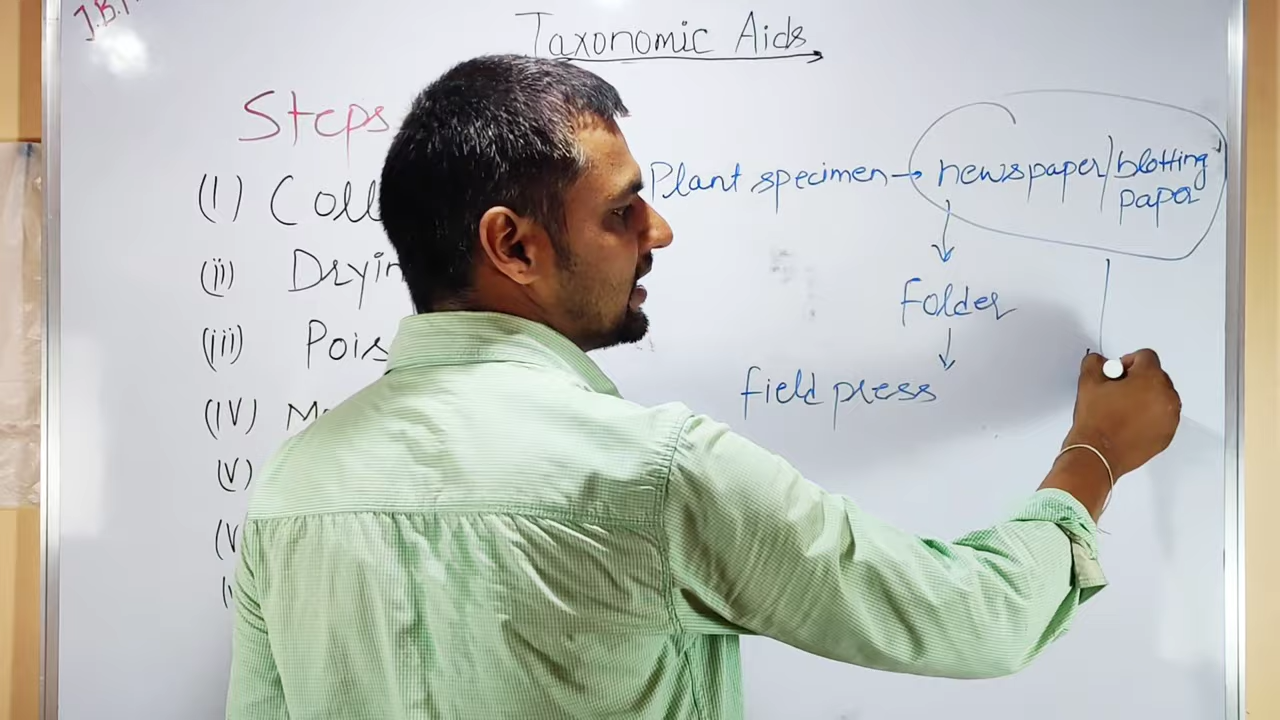 J.B.
Taxonomic Aids
Steps
(I) Coll
(ii) Dryin
(iii) Pois
(IV)
(V)
Plant specimen → newspaper/blotting
paper
↓
Folder
↓
field press